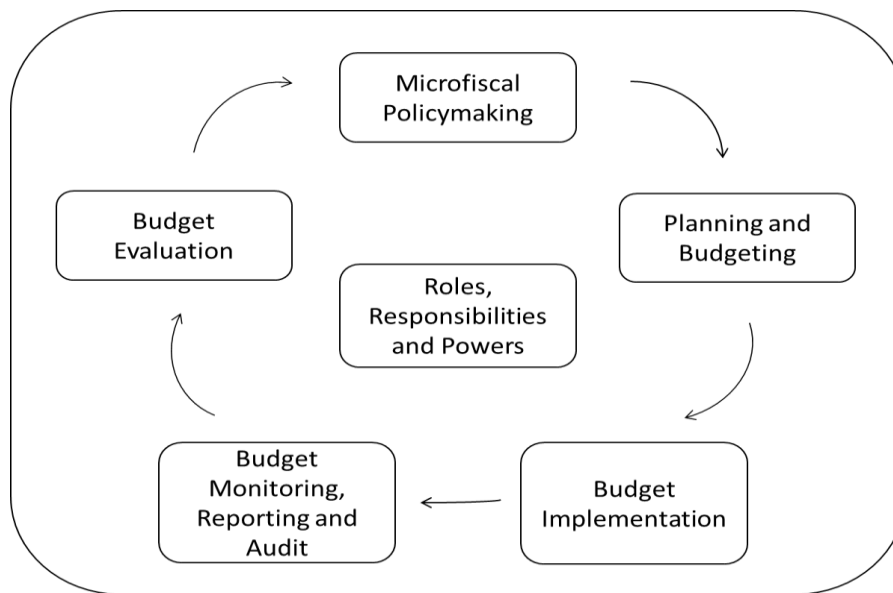 Microfiscal
Policymaking
Planning and
Budgeting
Budget
Implementation
Budget
Monitoring,
Reporting and
Audit
Budget
Evaluation
Roles,
Responsibilities
and Powers